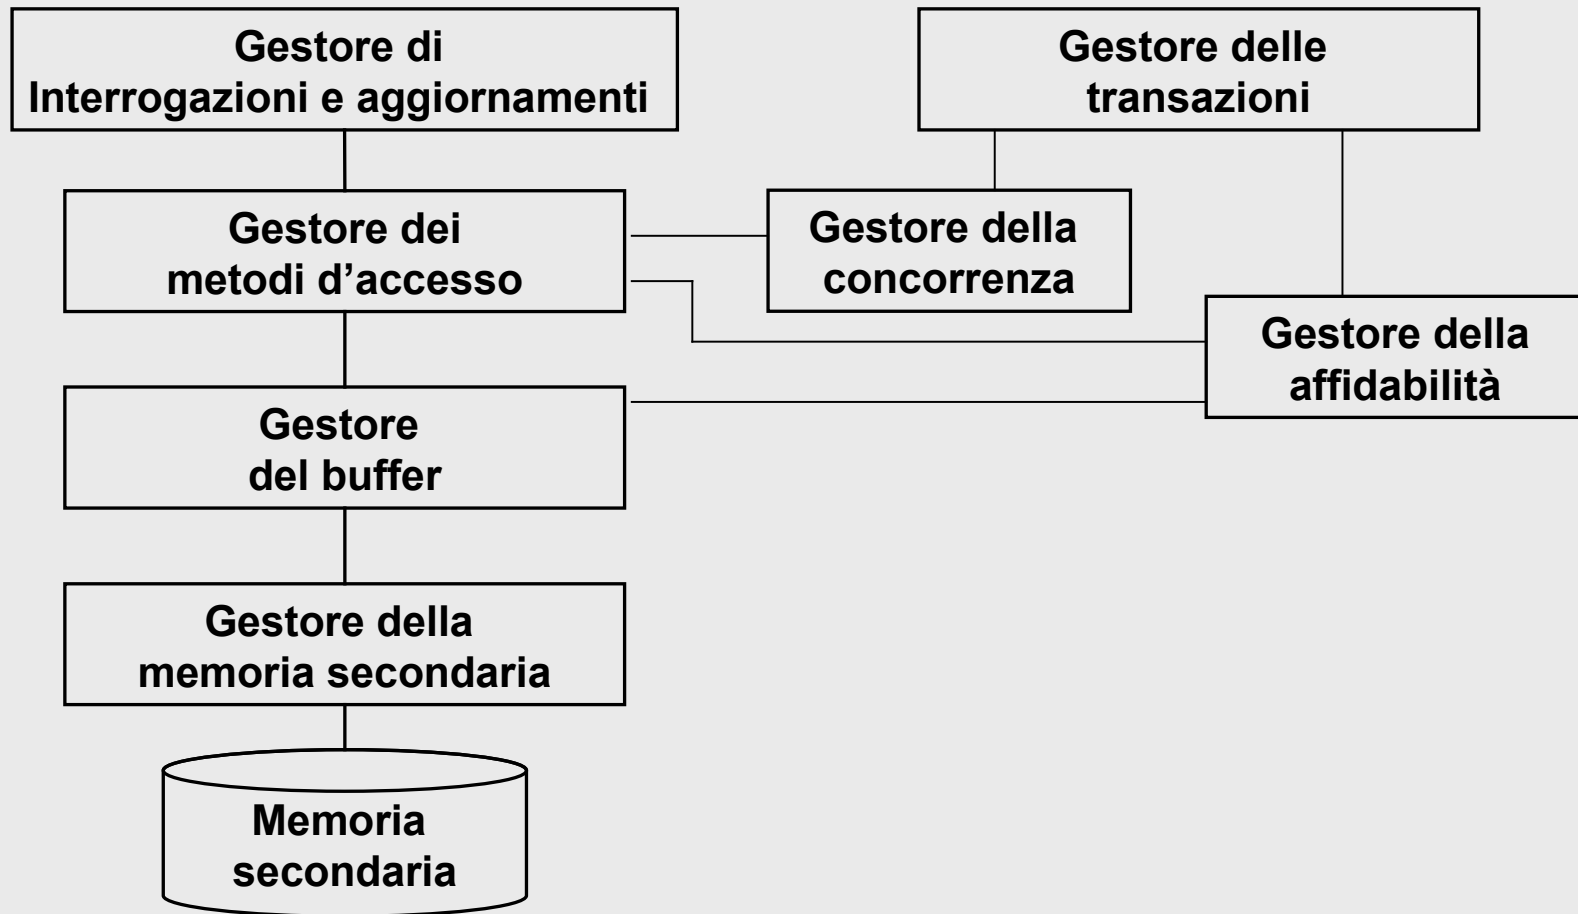 Gestore di
Interrogazioni e aggiornamenti
Gestore delle
transazioni
Gestore dei
metodi d’accesso
Gestore della
concorrenza
Gestore della
affidabilità
Gestore
del buffer
Gestore della
memoria secondaria
Memoria
secondaria